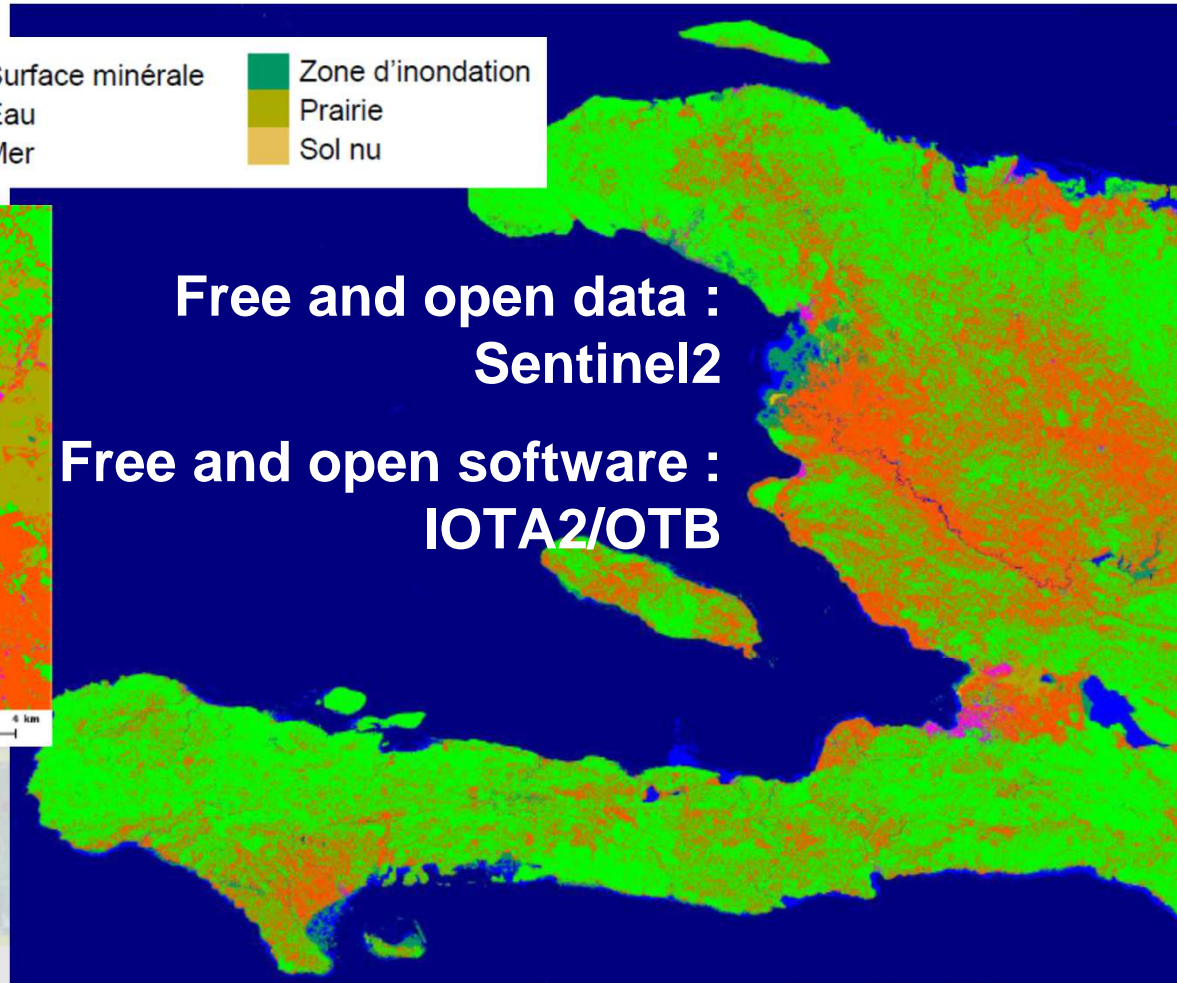 Surface minérale
Eau
Mer
Zone d'inondation
Prairie
Sol nu
Free and open data :
Sentinel2
Free and open software :
IOTA2/OTB
4 km